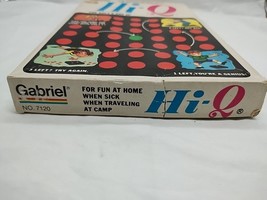 Hi-Q
2 LEFT? TRY AGAIN.
1 LEFT, YOU'RE A GENIUS!
Gabriel®
NO. 7120
FOR FUN AT HOME
WHEN SICK
WHEN TRAVELING
AT CAMP
Hi-Q®